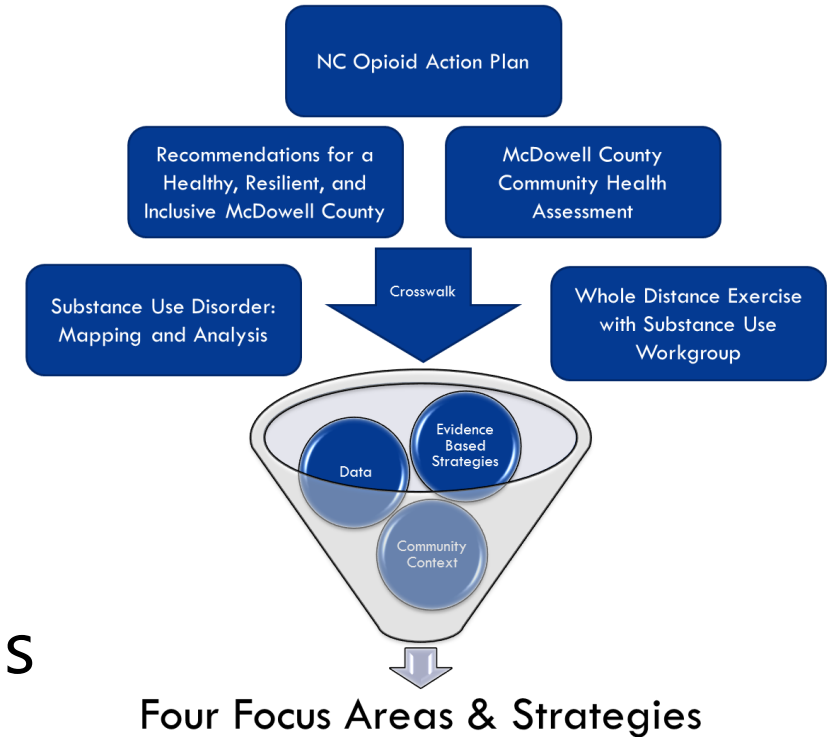 NC Opioid Action Plan
Recommendations for a
Healthy, Resilient, and
Inclusive McDowell County
McDowell County
Community Health
Assessment
Substance Use Disorder:
Mapping and Analysis
Crosswalk
Whole Distance Exercise
with Substance Use
Workgroup
Data
Evidence
Based
Strategies
Community
Context
s
Four Focus Areas & Strategies